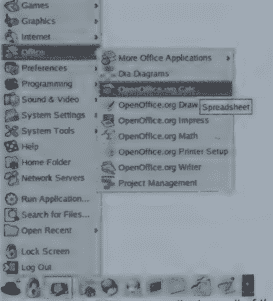 Games
Graphics
Internet
Office
Preferences
Programming
Sound & Video
System Settings
System Tools
Help
Home Folder
Network Servers
Run Application...
Search for Files...
Open Recent
Lock Screen
Log Out
More Office Applications
Dia Diagrams
OpenOffice.org Calc
OpenOffice.org Draw
Spreadsheet
OpenOffice.org Impress
OpenOffice.org Math
OpenOffice.org Printer Setup
OpenOffice.org Writer
Project Management